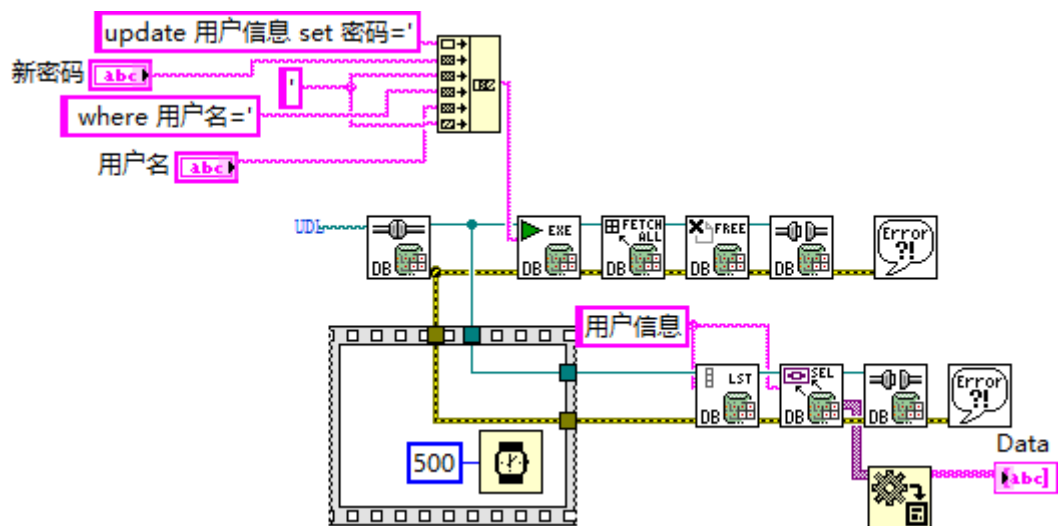 update 用户信息 set 密码='
新密码 abc
'
where 用户名='
用户名 abc
UDL
DB
EXE DB
FETCH ALL DB
FREE DB
DB
Error ?!
用户信息
LST DB
SEL DB
DB
Error ?!
500
Data
[abc]